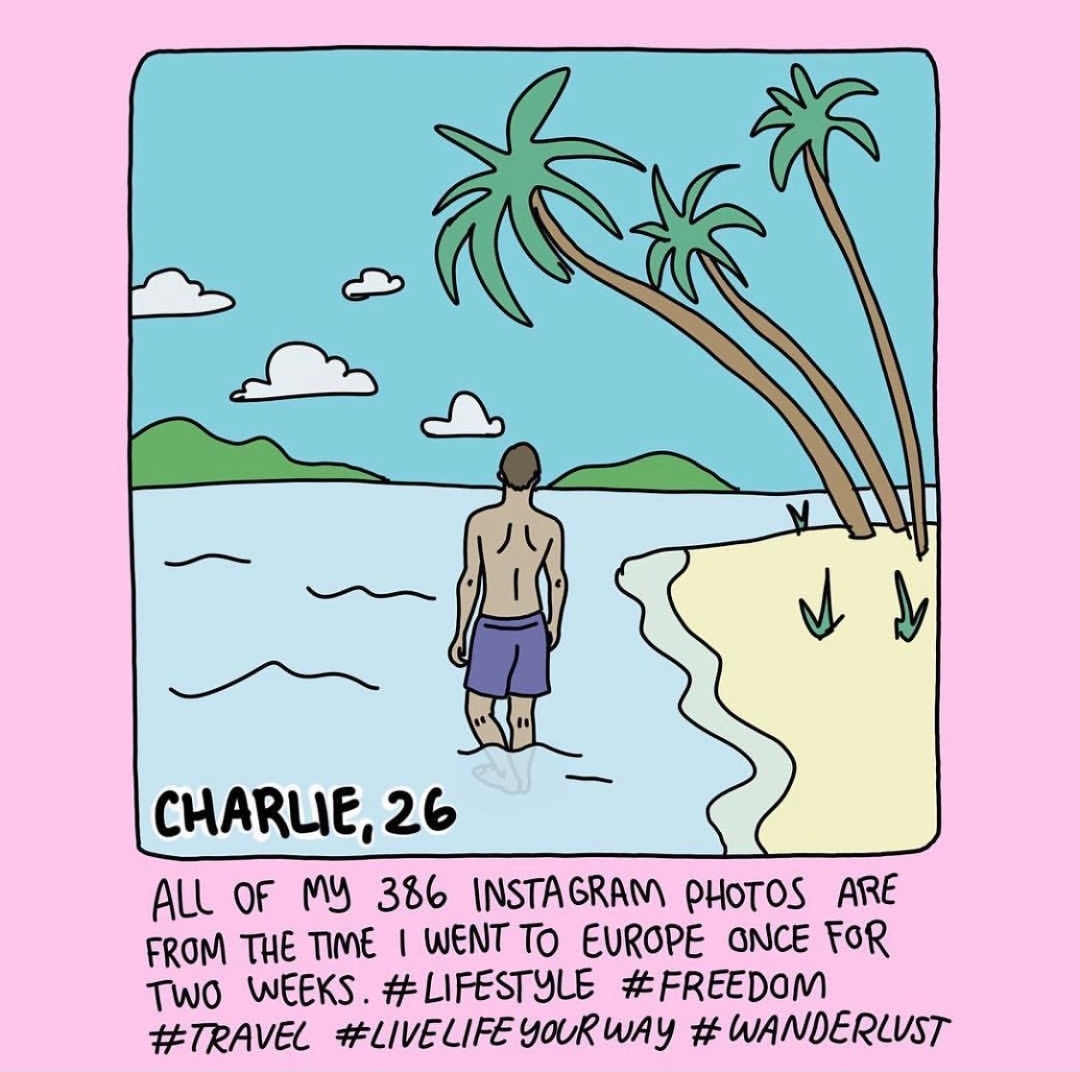 CHARLIE, 26
ALL OF MY 386 INSTAGRAM PHOTOS ARE
FROM THE TIME I WENT TO EUROPE ONCE FOR
TWO WEEKS. #LIFESTYLE #FREEDOM
#TRAVEL #LIVELIFEYOURWAY #WANDERLUST